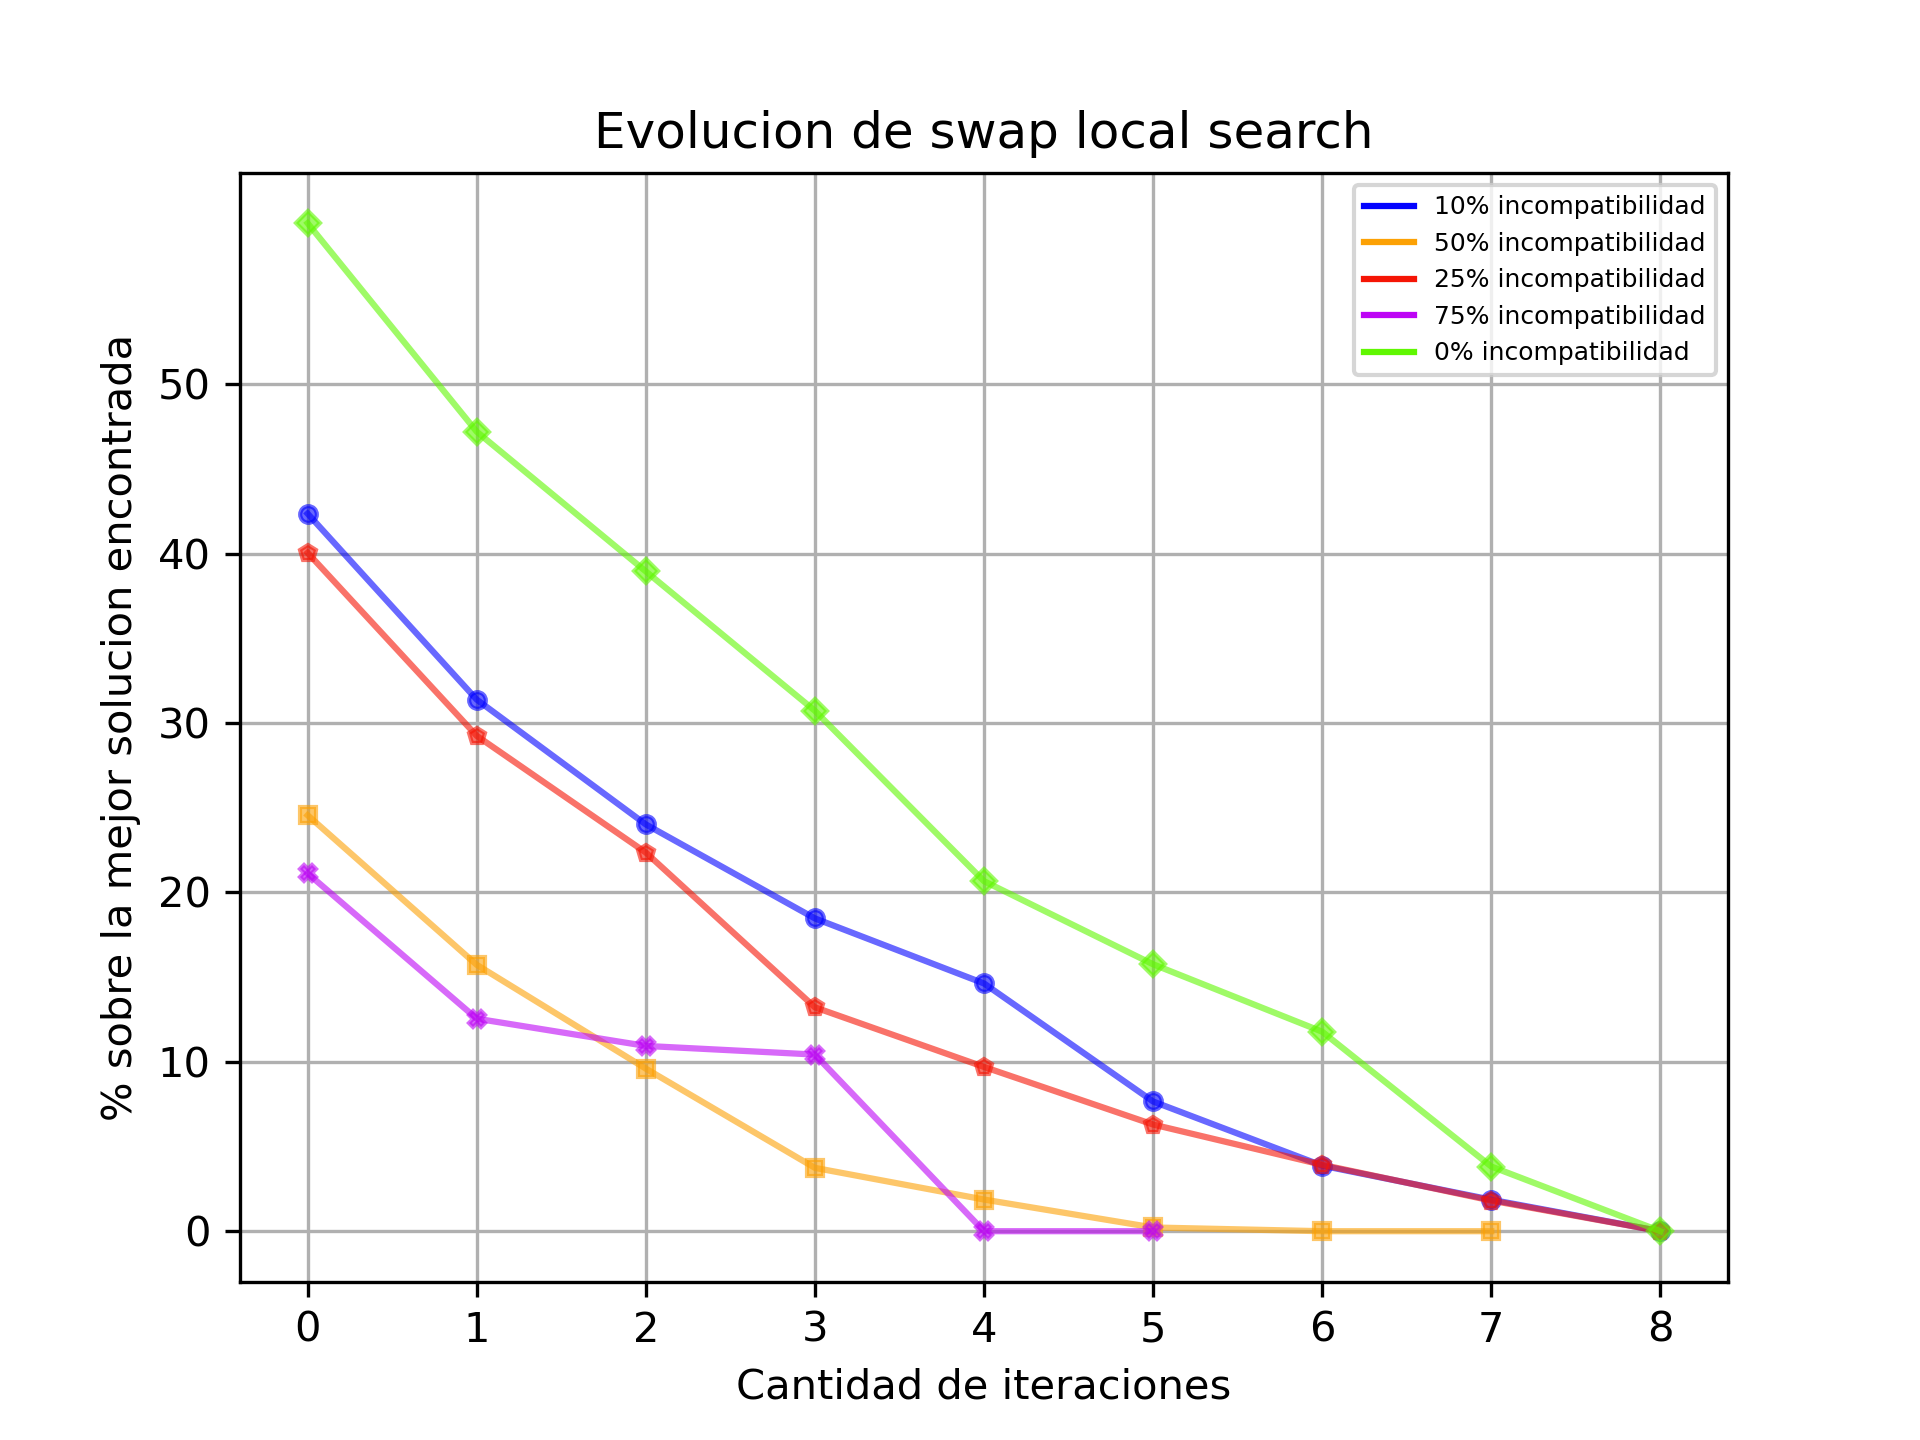 Evolucion de swap local search
10% incompatibilidad
50% incompatibilidad
25% incompatibilidad
75% incompatibilidad
0% incompatibilidad
% sobre la mejor solucion encontrada
50
40
30
20
10
0
0 1 2 3 4 5 6 7 8
Cantidad de iteraciones